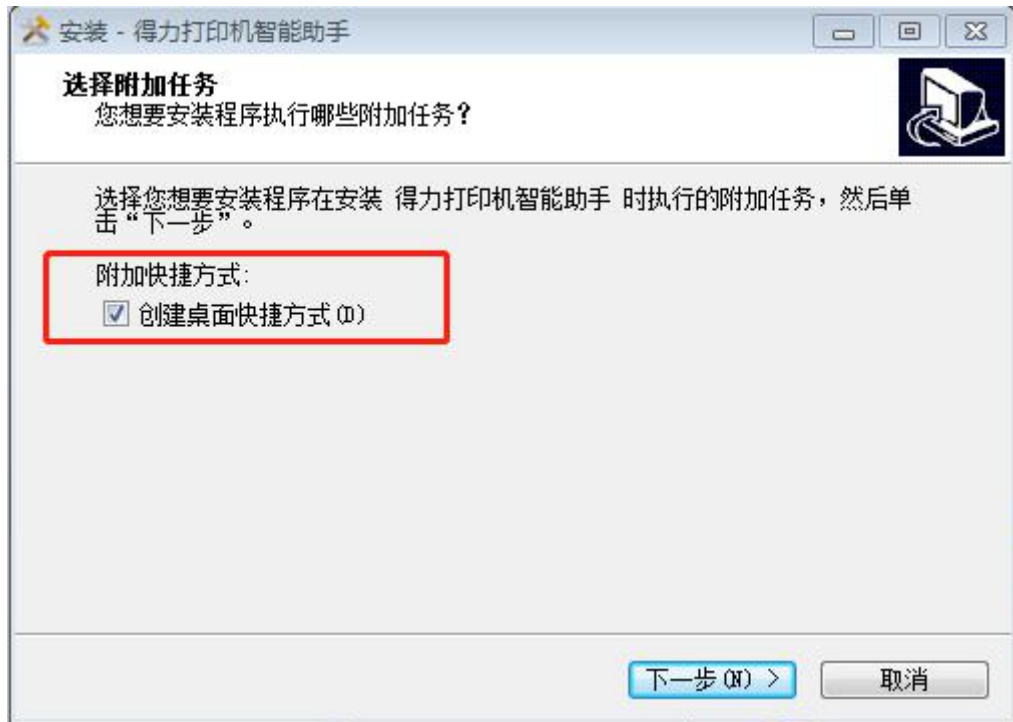 安装 - 得力打印机智能助手
选择附加任务
您想要安装程序执行哪些附加任务?
选择您想要安装程序在安装 得力打印机智能助手 时执行的附加任务，然后单
击“下一步”。
附加快捷方式:
创建桌面快捷方式(D)
下一步(N) >
取消